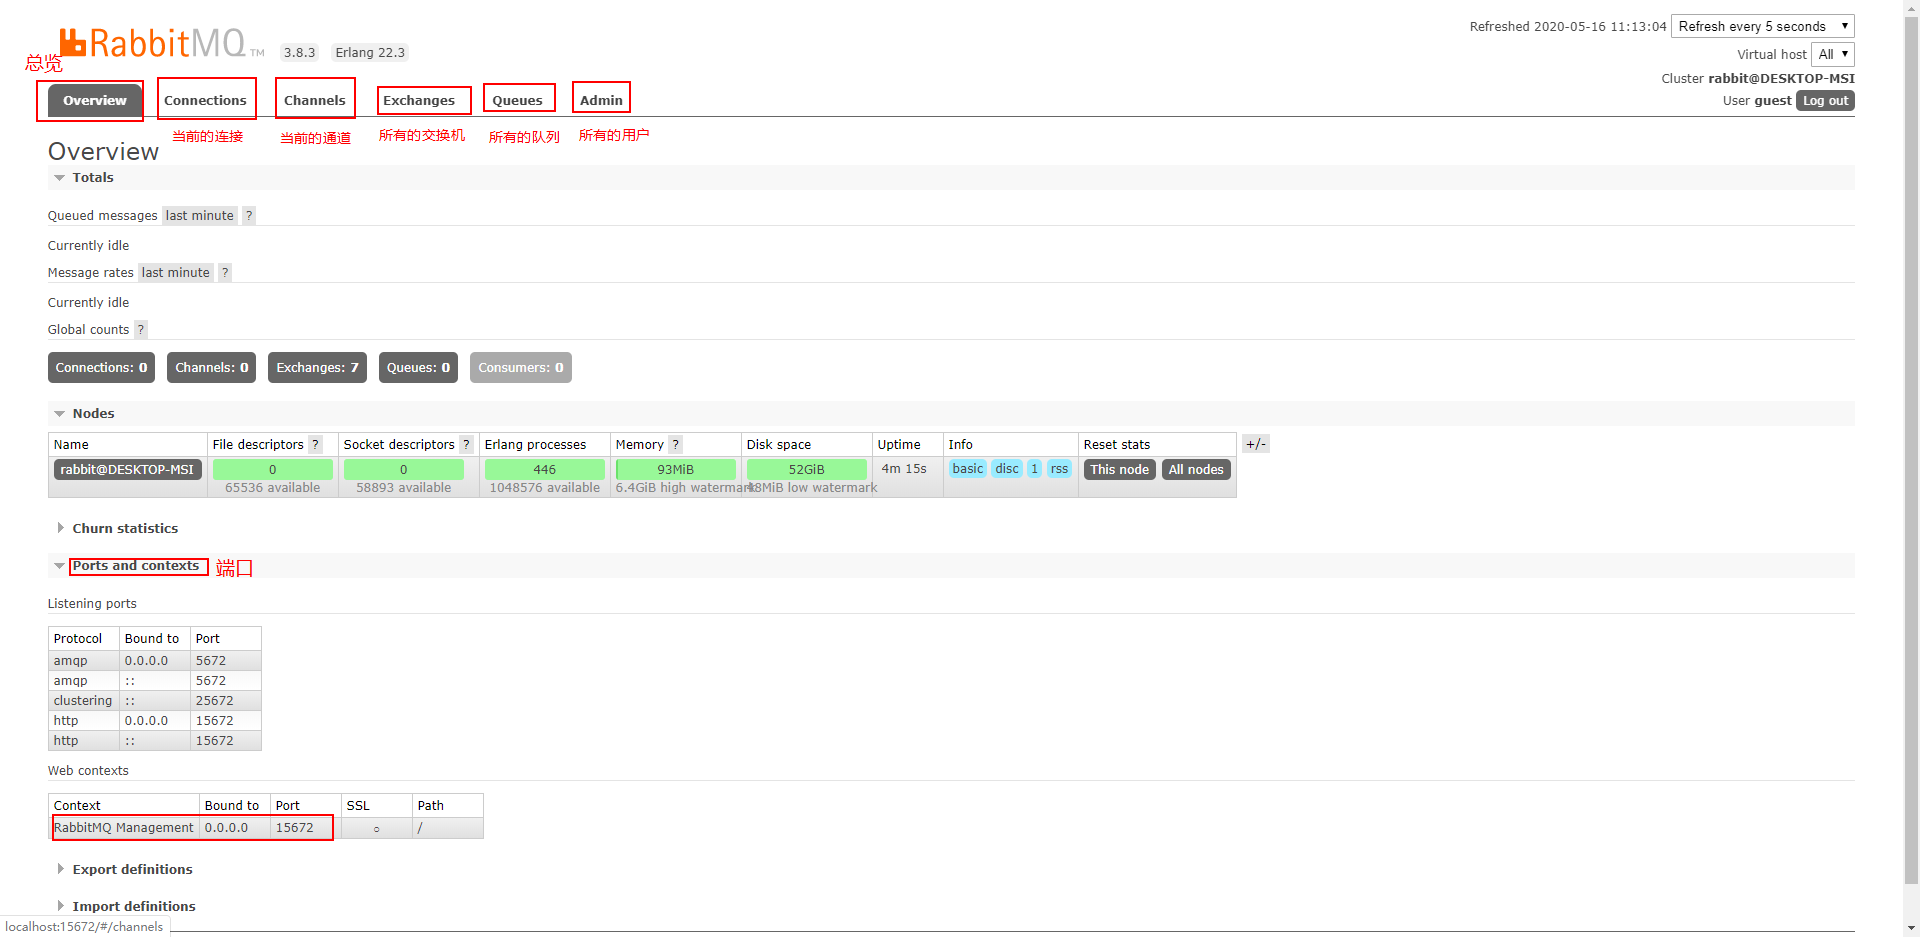 Refreshed 2020-05-16 11:13:04 Refresh every 5 seconds
RabbitMQ TM 3.8.3 Erlang 22.3
Virtual host All
总览
Cluster rabbit@DESKTOP-MSI
User guest Log out
Overview Connections Channels Exchanges Queues Admin
当前的连接 当前的通道 所有的交换机 所有的队列 所有的用户
Overview
Totals
Queued messages last minute ?
Currently idle
Message rates last minute ?
Currently idle
Global counts ?
Connections: 0 Channels: 0 Exchanges: 7 Queues: 0 Consumers: 0
Nodes
Name File descriptors ? Socket descriptors ? Erlang processes Memory ? Disk space Uptime Info Reset stats +/-
rabbit@DESKTOP-MSI 0 0 446 93MiB 52GiB 4m 15s basic disc 1 rss This node All nodes
65536 available 58893 available 1048576 available 6.4GiB high watermark 48MiB low watermark
Churn statistics
Ports and contexts 端口
Listening ports
Protocol Bound to Port
amqp 0.0.0.0 5672
amqp :: 5672
clustering :: 25672
http 0.0.0.0 15672
http :: 15672
Web contexts
Context Bound to Port SSL Path
RabbitMQ Management 0.0.0.0 15672 ○ /
Export definitions
Import definitions
localhost:15672/#/channels